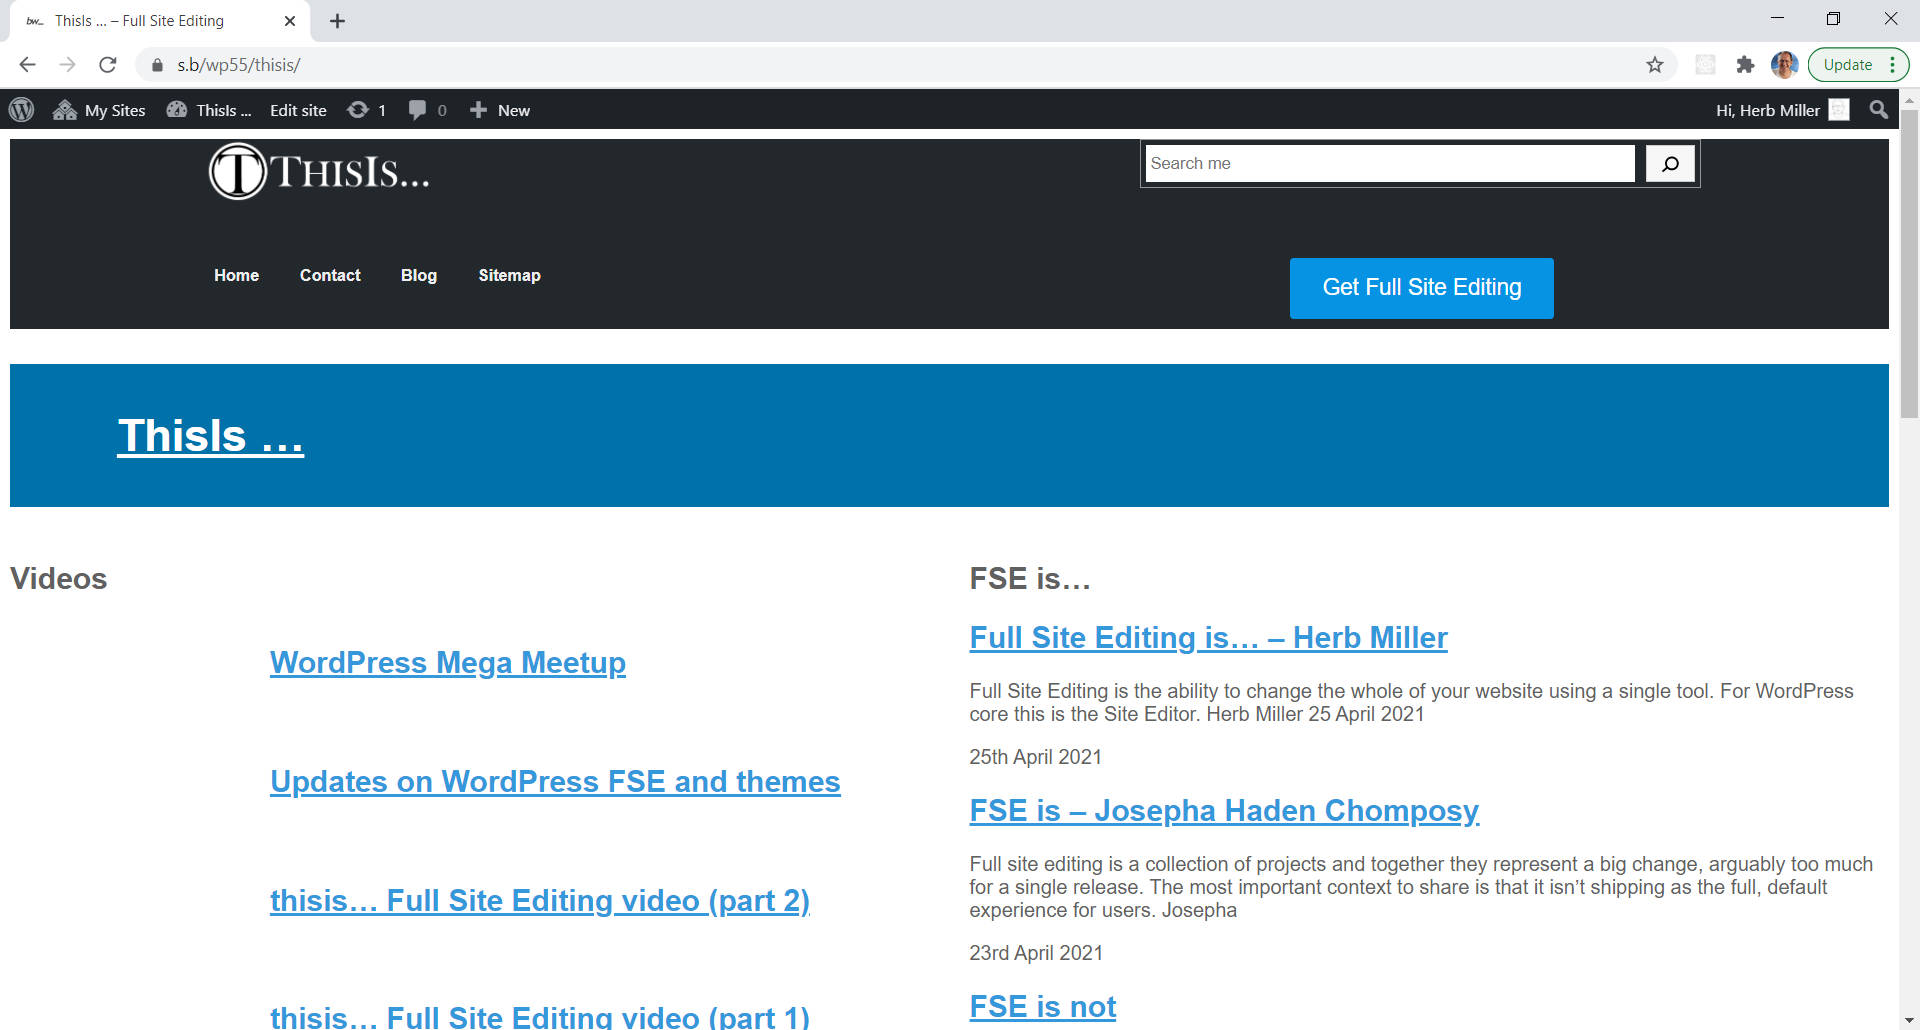 bw_ ThisIs ... – Full Site Editing
s.b/wp55/thisis/
Update
My Sites ThisIs ... Edit site 1 0 New
Hi, Herb Miller
T THISIS...
Search me
Home Contact Blog Sitemap
Get Full Site Editing
ThisIs …
Videos
WordPress Mega Meetup
Updates on WordPress FSE and themes
thisis… Full Site Editing video (part 2)
thisis… Full Site Editing video (part 1)
FSE is…
Full Site Editing is… – Herb Miller
Full Site Editing is the ability to change the whole of your website using a single tool. For WordPress
core this is the Site Editor. Herb Miller 25 April 2021
25th April 2021
FSE is – Josepha Haden Chomposy
Full site editing is a collection of projects and together they represent a big change, arguably too much
for a single release. The most important context to share is that it isn’t shipping as the full, default
experience for users. Josepha
23rd April 2021
FSE is not